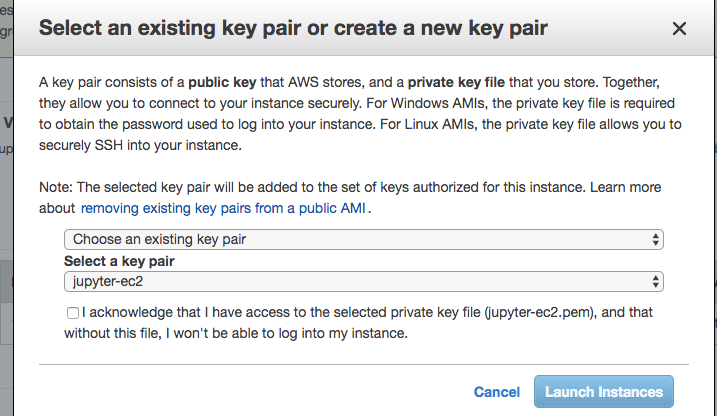 es
Select an existing key pair or create a new key pair
gr
A key pair consists of a public key that AWS stores, and a private key file that you store. Together,
they allow you to connect to your instance securely. For Windows AMIs, the private key file is required
to obtain the password used to log into your instance. For Linux AMIs, the private key file allows you to
securely SSH into your instance.
V
up
Note: The selected key pair will be added to the set of keys authorized for this instance. Learn more
about removing existing key pairs from a public AMI .
Choose an existing key pair
Select a key pair
jupyter-ec2
I acknowledge that I have access to the selected private key file (jupyter-ec2.pem), and that
without this file, I won't be able to log into my instance.
Cancel
Launch Instances